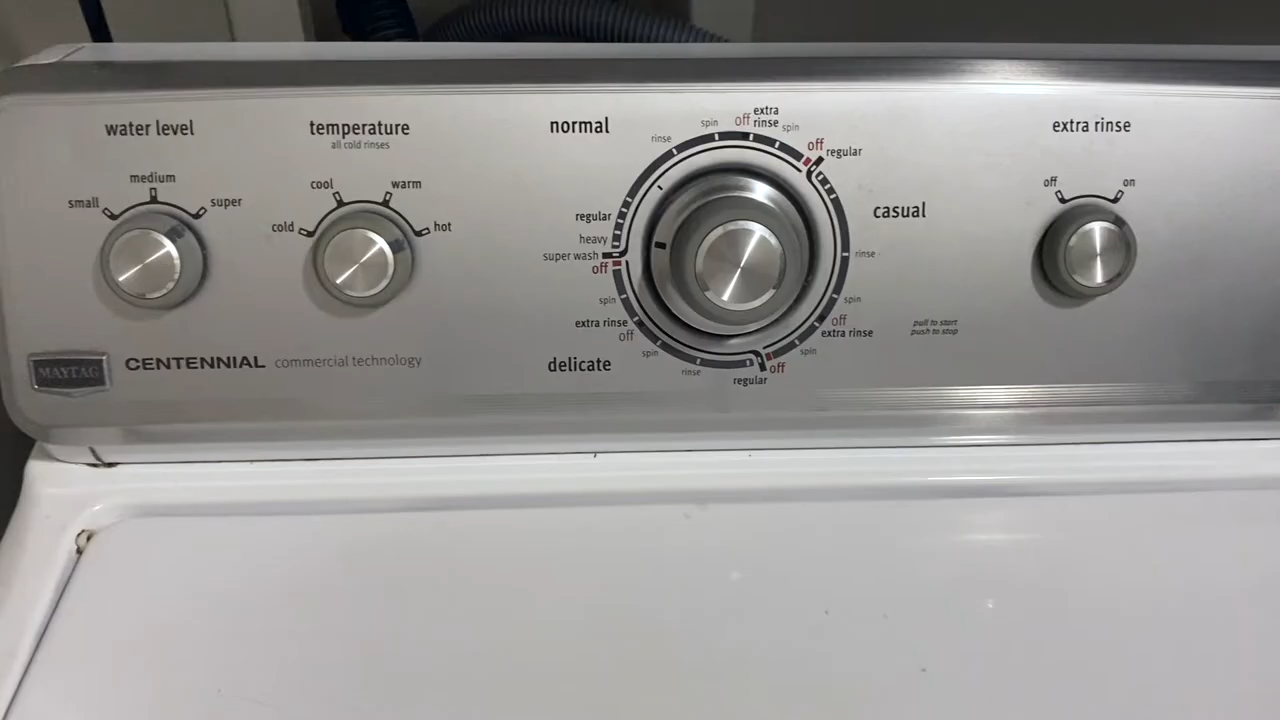 water level
small
medium
super
temperature
all cold rinses
cold
cool
warm
hot
normal
regular
heavy
super wash
off
rinse
spin
off
extra
rinse
spin
off
regular
casual
rinse
spin
off
extra rinse
spin
off
delicate
regular
rinse
spin
off
extra rinse
spin
pull to start
push to stop
extra rinse
off
on
MAYTAG
CENTENNIAL commercial technology